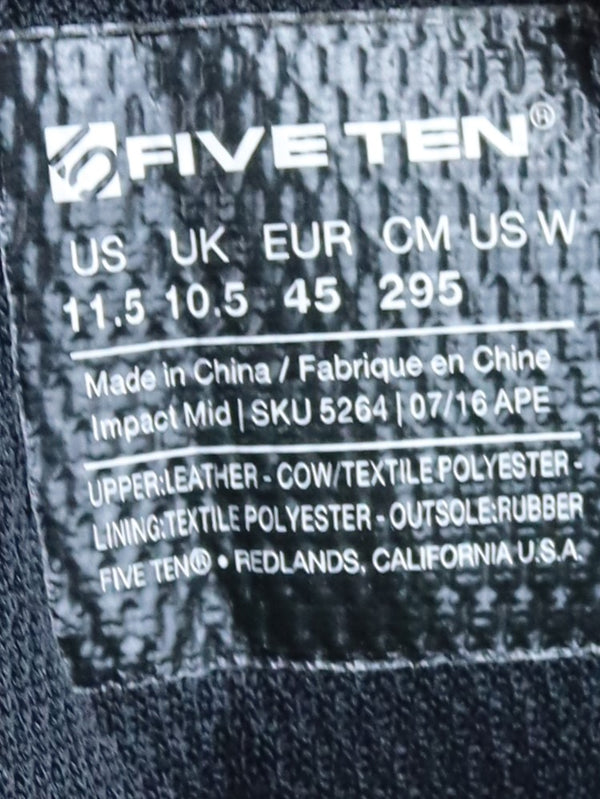 FIVE TEN®
US UK EUR CM US W
11.5 10.5 45 295
Made in China / Fabrique en Chine
Impact Mid | SKU 5264 | 07/16 APE
UPPER:LEATHER - COW/TEXTILE POLYESTER -
LINING:TEXTILE POLYESTER - OUTSOLE:RUBBER
FIVE TEN® • REDLANDS, CALIFORNIA U.S.A.